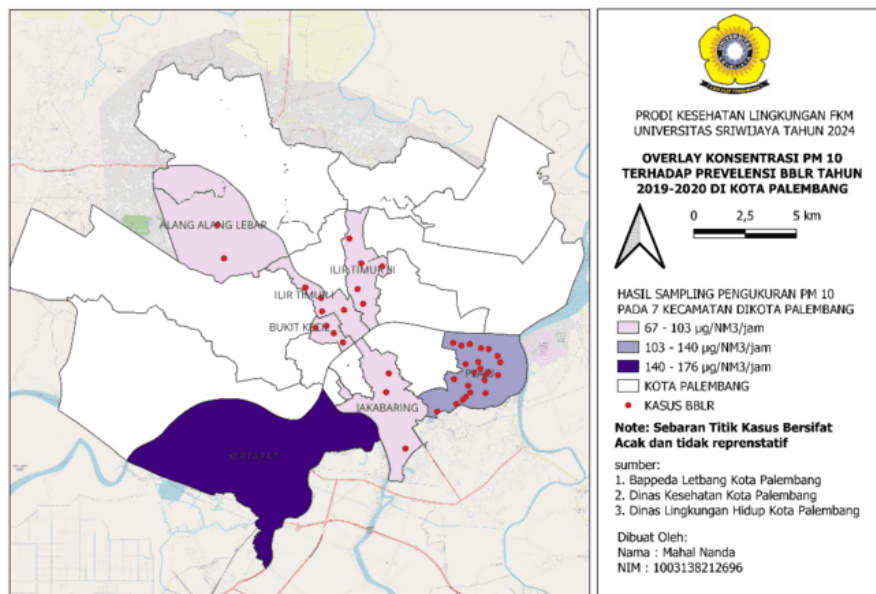 ALANG ALANG LEBAR
ILIR TIMUR III
ILIR TIMUR I
BUKIT KECIL
PLAJU
JAKABARING
KERTAPATI
PRODI KESEHATAN LINGKUNGAN FKM
UNIVERSITAS SRIWIJAYA TAHUN 2024
OVERLAY KONSENTRASI PM 10
TERHADAP PREVELENSI BBLR TAHUN
2019-2020 DI KOTA PALEMBANG
0 2,5 5 km
HASIL SAMPLING PENGUKURAN PM 10
PADA 7 KECAMATAN DIKOTA PALEMBANG
67 - 103 µg/NM3/jam
103 - 140 µg/NM3/jam
140 - 176 µg/NM3/jam
KOTA PALEMBANG
KASUS BBLR
Note: Sebaran Titik Kasus Bersifat
Acak dan tidak reprenstatif
sumber:
1. Bappeda Letbang Kota Palembang
2. Dinas Kesehatan Kota Palembang
3. Dinas Lingkungan Hidup Kota Palembang
Dibuat Oleh:
Nama : Mahal Nanda
NIM : 1003138212696